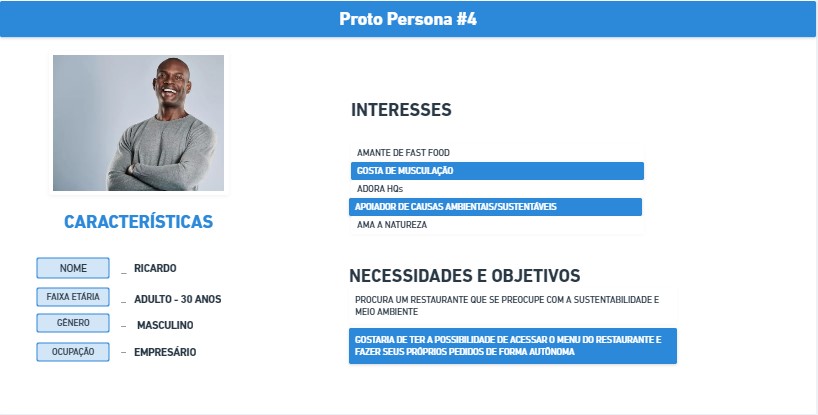 Proto Persona #4
CARACTERÍSTICAS
NOME _ RICARDO
FAIXA ETÁRIA _ ADULTO - 30 ANOS
GÊNERO _ MASCULINO
OCUPAÇÃO _ EMPRESÁRIO
INTERESSES
AMANTE DE FAST FOOD
GOSTA DE MUSCULAÇÃO
ADORA HQs
APOIADOR DE CAUSAS AMBIENTAIS/SUSTENTÁVEIS
AMA A NATUREZA
NECESSIDADES E OBJETIVOS
PROCURA UM RESTAURANTE QUE SE PREOCUPE COM A SUSTENTABILIDADE E
MEIO AMBIENTE
GOSTARIA DE TER A POSSIBILIDADE DE ACESSAR O MENU DO RESTAURANTE E
FAZER SEUS PRÓPRIOS PEDIDOS DE FORMA AUTÔNOMA